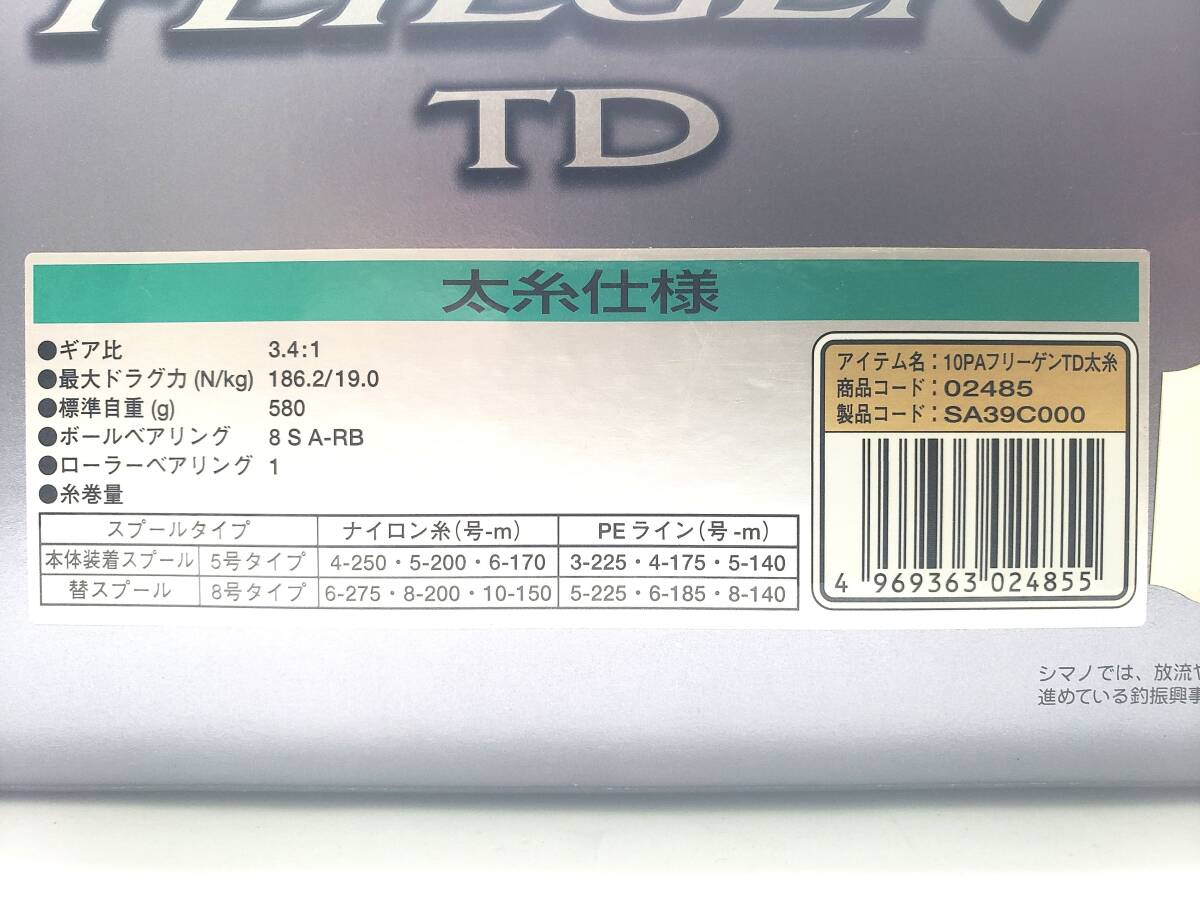 FLIEGEN
TD
太糸仕様
●ギア比 3.4:1
●最大ドラグ力(N/kg) 186.2/19.0
●標準自重(g) 580
●ボールベアリング 8 S A-RB
●ローラーベアリング 1
●糸巻量
スプールタイプ ナイロン糸(号-m) PEライン(号-m)
本体装着スプール 5号タイプ 4-250・5-200・6-170 3-225・4-175・5-140
替スプール 8号タイプ 6-275・8-200・10-150 5-225・6-185・8-140
アイテム名:10PAフリーゲンTD太糸
商品コード:02485
製品コード:SA39C000
4 969363 024855
シマノでは、放流や
進めている釣振興事